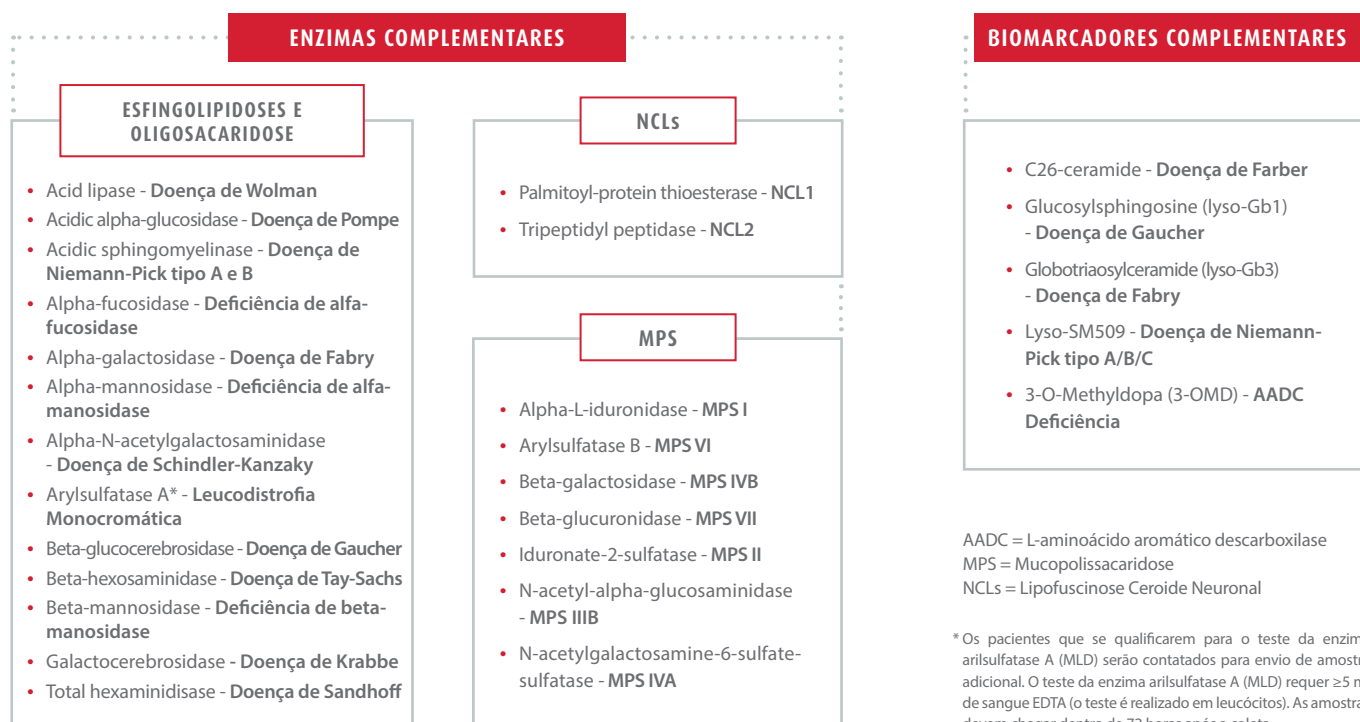 ENZIMAS COMPLEMENTARES
ESFINGOLIPIDOSES E
OLIGOSACARIDOSE
• Acid lipase - Doença de Wolman
• Acidic alpha-glucosidase - Doença de Pompe
• Acidic sphingomyelinase - Doença de
Niemann-Pick tipo A e B
• Alpha-fucosidase - Deficiência de alfa-
fucosidase
• Alpha-galactosidase - Doença de Fabry
• Alpha-mannosidase - Deficiência de alfa-
manosidase
• Alpha-N-acetylgalactosaminidase
- Doença de Schindler-Kanzaky
• Arylsulfatase A* - Leucodistrofia
Monocromática
• Beta-glucocerebrosidase - Doença de Gaucher
• Beta-hexosaminidase - Doença de Tay-Sachs
• Beta-mannosidase - Deficiência de beta-
manosidase
• Galactocerebrosidase - Doença de Krabbe
• Total hexaminidisase - Doença de Sandhoff
NCLs
• Palmitoyl-protein thioesterase - NCL1
• Tripeptidyl peptidase - NCL2
MPS
• Alpha-L-iduronidase - MPS I
• Arylsulfatase B - MPS VI
• Beta-galactosidase - MPS IVB
• Beta-glucuronidase - MPS VII
• Iduronate-2-sulfatase - MPS II
• N-acetyl-alpha-glucosaminidase
- MPS IIIB
• N-acetylgalactosamine-6-sulfate-
sulfatase - MPS IVA
BIOMARCADORES COMPLEMENTARES
• C26-ceramide - Doença de Farber
• Glucosylsphingosine (lyso-Gb1)
- Doença de Gaucher
• Globotriaosylceramide (lyso-Gb3)
- Doença de Fabry
• Lyso-SM509 - Doença de Niemann-
Pick tipo A/B/C
• 3-O-Methyldopa (3-OMD) - AADC
Deficiência
AADC = L-aminoácido aromático descarboxilase
MPS = Mucopolissacaridose
NCLs = Lipofuscinose Ceroide Neuronal
* Os pacientes que se qualificarem para o teste da enzim
arilsulfatase A (MLD) serão contatados para envio de amostr
adicional. O teste da enzima arilsulfatase A (MLD) requer ≥5 m
de sangue EDTA (o teste é realizado em leucócitos). As amostra